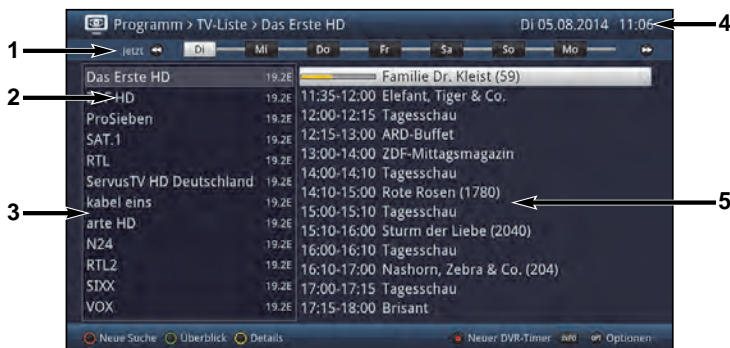 Programm > TV-Liste > Das Erste HD
Di 05.08.2014 11:06
4
1
Jetzt Di Mi Do Fr Sa So Mo
Das Erste HD 19.2E
Familie Dr. Kleist (59)
2
HD 19.2E
11:35-12:00 Elefant, Tiger & Co.
ProSieben 19.2E
12:00-12:15 Tagesschau
SAT.1 19.2E
12:15-13:00 ARD-Buffet
RTL 19.2E
13:00-14:00 ZDF-Mittagsmagazin
ServusTV HD Deutschland 19.2E
14:00-14:10 Tagesschau
kabel eins 19.2E
14:10-15:00 Rote Rosen (1780)
5
3
arte HD 19.2E
15:00-15:10 Tagesschau
N24 19.2E
15:10-16:00 Sturm der Liebe (2040)
RTL2 19.2E
16:00-16:10 Tagesschau
SIXX 19.2E
16:10-17:00 Nashorn, Zebra & Co. (204)
VOX 19.2E
17:00-17:15 Tagesschau
17:15-18:00 Brisant
Neue Suche Überblick Details
Neuer DVR-Timer INFO OPT Optionen